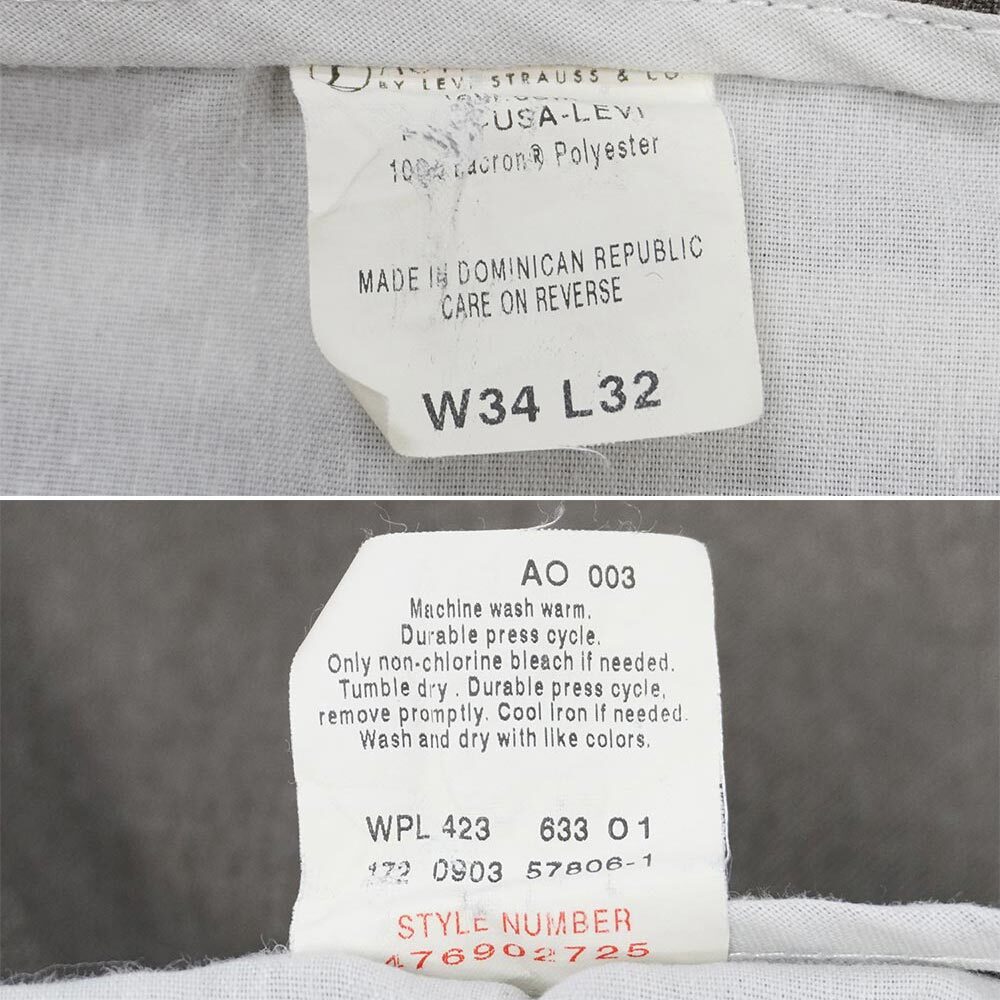 BY LEVI STRAUSS & CO
USA-LEVI
100% Dacron® Polyester
MADE IN DOMINICAN REPUBLIC
CARE ON REVERSE
W34 L32
AO 003
Machine wash warm.
Durable press cycle.
Only non-chlorine bleach if needed.
Tumble dry. Durable press cycle,
remove promptly. Cool Iron If needed.
Wash and dry with like colors.
WPL 423 633 O 1
172 0903 57806-1
STYLE NUMBER
476902725